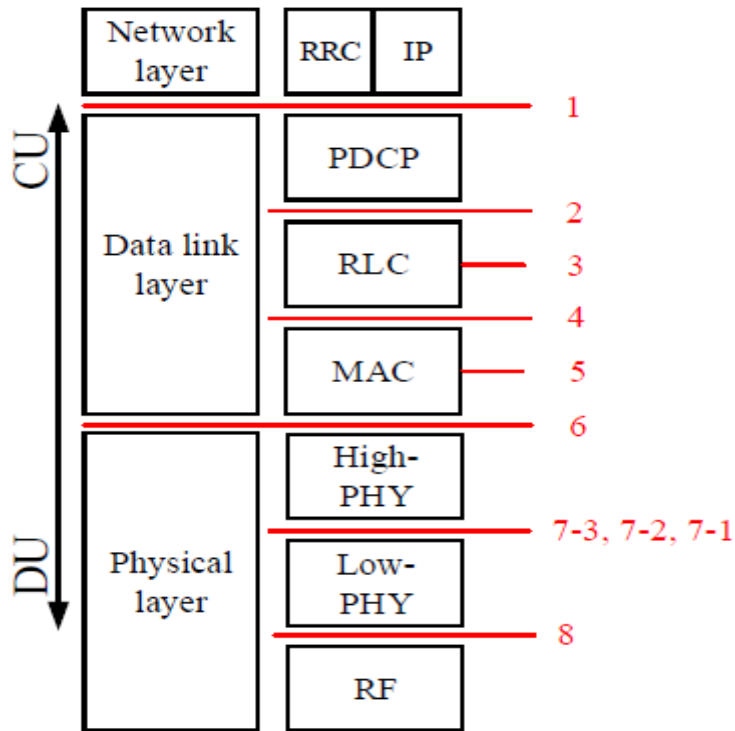 Network
layer
RRC
IP
1
CU
PDCP
2
Data link
layer
RLC
3
4
MAC
5
6
High-
PHY
7-3, 7-2, 7-1
DU
Physical
layer
Low-
PHY
8
RF